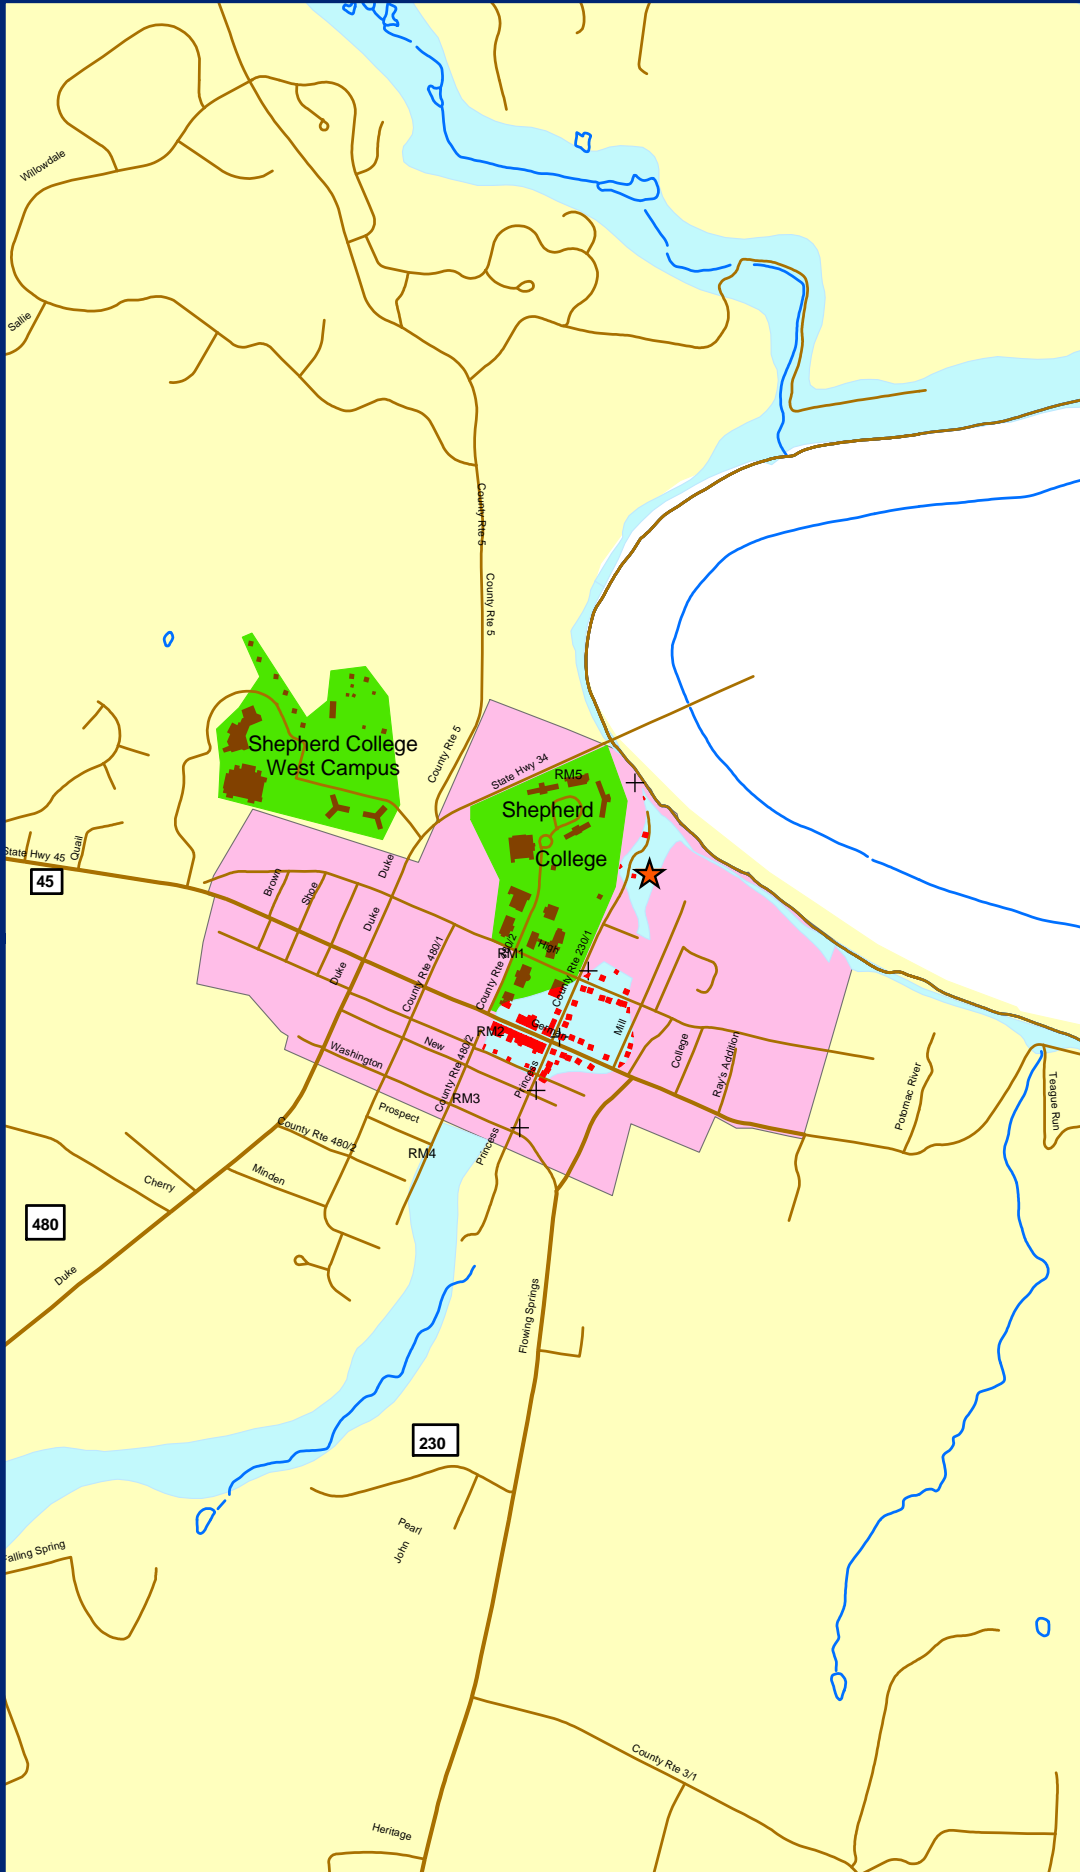 Willowdale
Sallie
County Rte 5
County Rte 5
County Rte 5
Shepherd College
West Campus
State Hwy 34
RM5
Shepherd
College
State Hwy 45
45
Quail
Brown
Shoe
Duke
Duke
Duke
County Rte 480/1
County Rte 480/2
RM1
High
County Rte 230/1
RM2
German
Mill
College
Ray's Addition
Potomac River
Teague Run
Washington
New
County Rte 480/2
Princess
RM3
Prospect
Princess
RM4
County Rte 480/2
Minden
Cherry
480
Duke
Flowing Springs
230
Pearl
John
Falling Spring
County Rte 3/1
Heritage